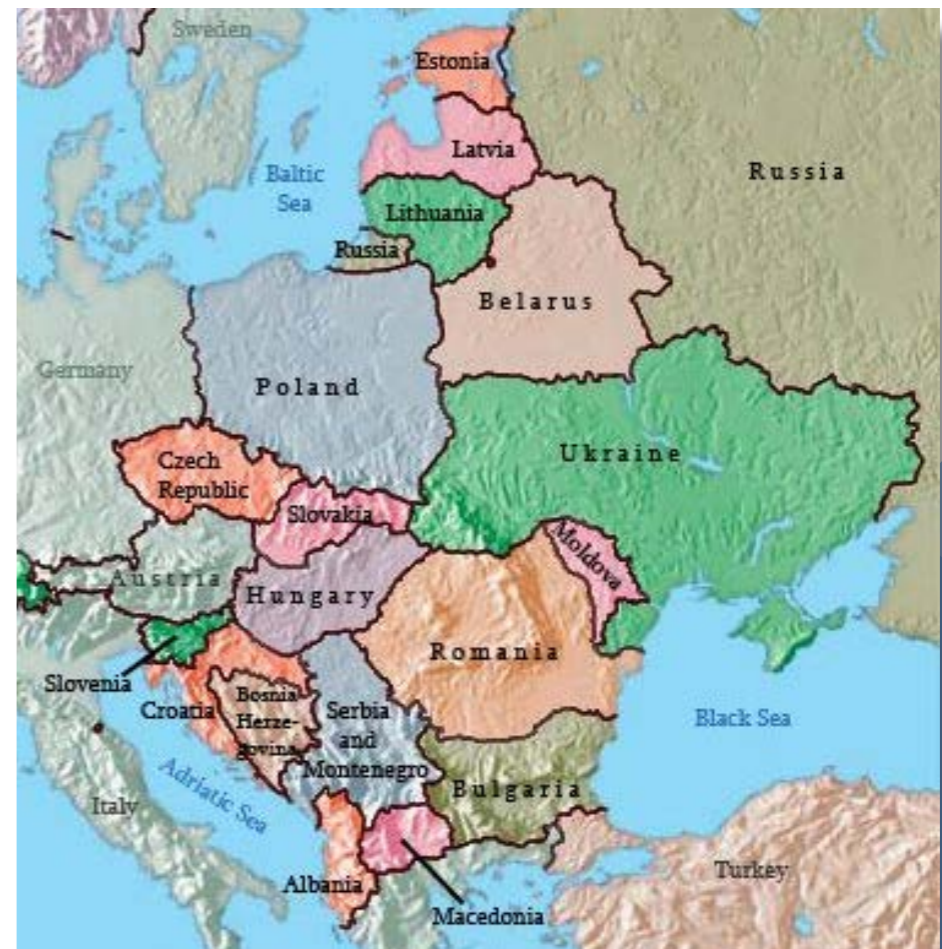 Sweden
Estonia
Latvia
Russia
Baltic
Sea
Lithuania
Russia
Belarus
Germany
Poland
Ukraine
Czech
Republic
Slovakia
Moldova
Austria
Hungary
Romania
Slovenia
Bosnia
Herze-
govina
Croatia
Serbia
and
Montenegro
Black Sea
Adriatic Sea
Italy
Bulgaria
Turkey
Albania
Macedonia